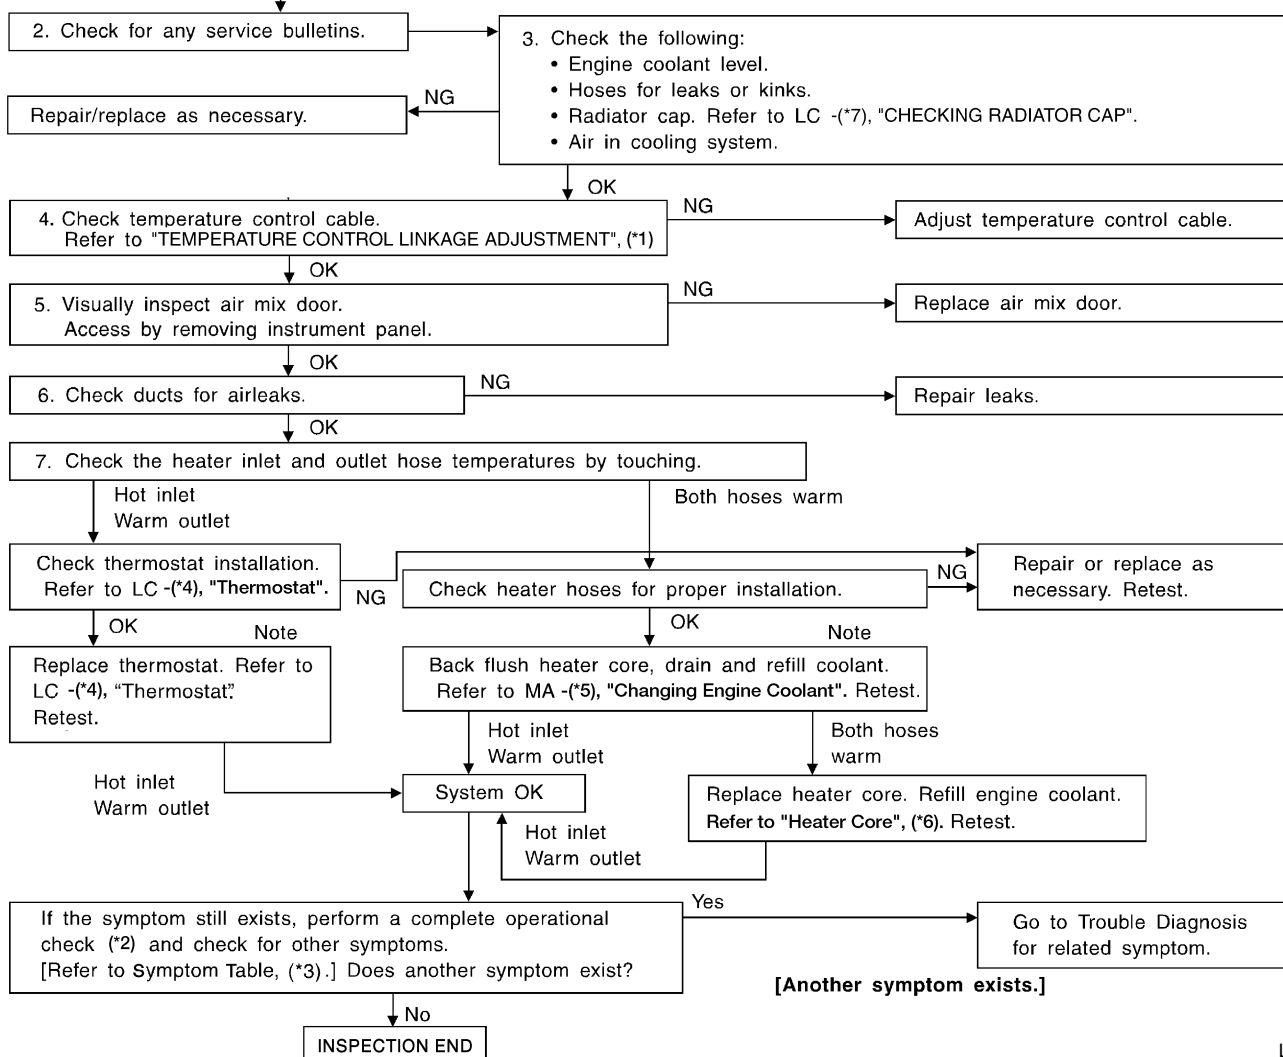 2. Check for any service bulletins.
3. Check the following:
• Engine coolant level.
• Hoses for leaks or kinks.
• Radiator cap. Refer to LC -(*7), "CHECKING RADIATOR CAP".
• Air in cooling system.
NG
Repair/replace as necessary.
OK
4. Check temperature control cable.
Refer to "TEMPERATURE CONTROL LINKAGE ADJUSTMENT", (*1)
NG
Adjust temperature control cable.
OK
5. Visually inspect air mix door.
Access by removing instrument panel.
NG
Replace air mix door.
OK
6. Check ducts for airleaks.
NG
Repair leaks.
OK
7. Check the heater inlet and outlet hose temperatures by touching.
Hot inlet
Warm outlet
Both hoses warm
Check thermostat installation.
Refer to LC -(*4), "Thermostat".
NG
Check heater hoses for proper installation.
NG
Repair or replace as
necessary. Retest.
OK
Note
Replace thermostat. Refer to
LC -(*4), “Thermostat”.
Retest.
OK
Note
Back flush heater core, drain and refill coolant.
Refer to MA -(*5), "Changing Engine Coolant". Retest.
Hot inlet
Warm outlet
Both hoses
warm
Hot inlet
Warm outlet
System OK
Replace heater core. Refill engine coolant.
Refer to "Heater Core", (*6). Retest.
Hot inlet
Warm outlet
If the symptom still exists, perform a complete operational
check (*2) and check for other symptoms.
[Refer to Symptom Table, (*3).] Does another symptom exist?
Yes
Go to Trouble Diagnosis
for related symptom.
[Another symptom exists.]
No
INSPECTION END